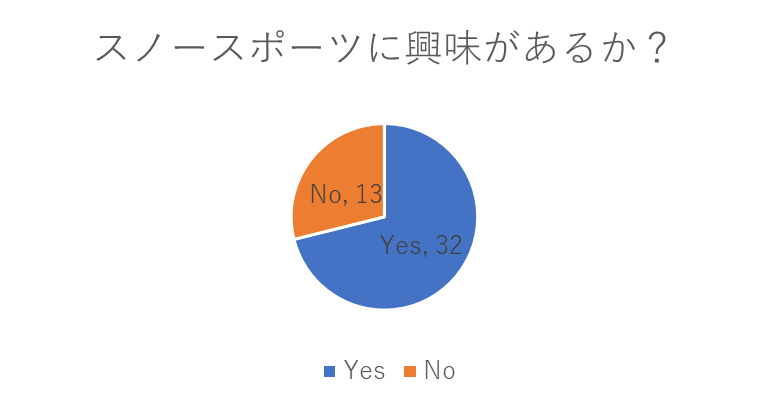 スノースポーツに興味があるか？
No, 13
Yes, 32
Yes No